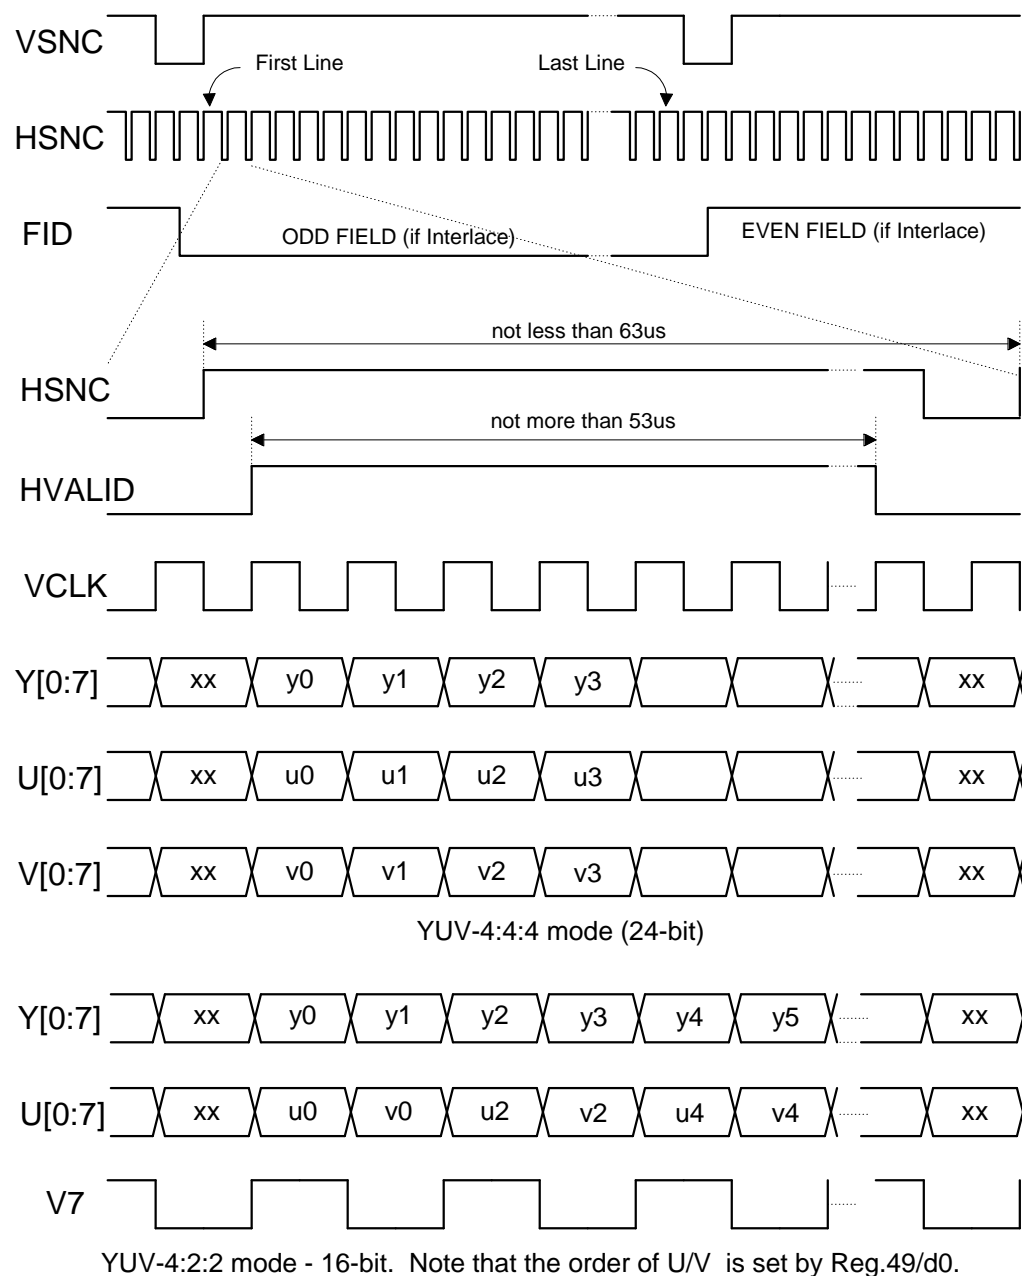 VSNC
First Line
Last Line
HSNC
FID
ODD FIELD (if Interlace)
EVEN FIELD (if Interlace)
not less than 63us
HSNC
not more than 53us
HVALID
VCLK
Y[0:7] xx y0 y1 y2 y3 xx
U[0:7] xx u0 u1 u2 u3 xx
V[0:7] xx v0 v1 v2 v3 xx
YUV-4:4:4 mode (24-bit)
Y[0:7] xx y0 y1 y2 y3 y4 y5 xx
U[0:7] xx u0 v0 u2 v2 u4 v4 xx
V7
YUV-4:2:2 mode - 16-bit. Note that the order of U/V is set by Reg.49/d0.